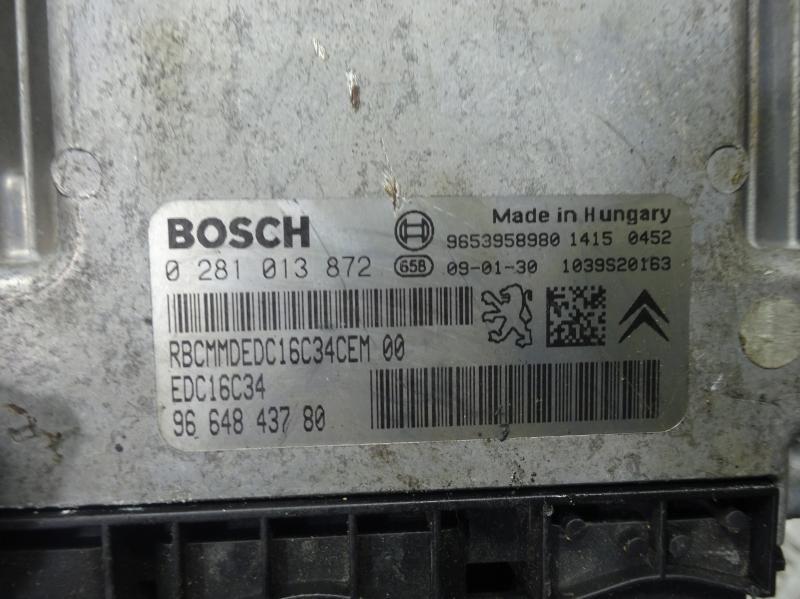 BOSCH
Made in Hungary
9653958980 1415 0452
0 281 013 872 658 09-01-30 1039S20163
RBCMMDEDC16C34CEM 00
EDC16C34
96 648 437 80